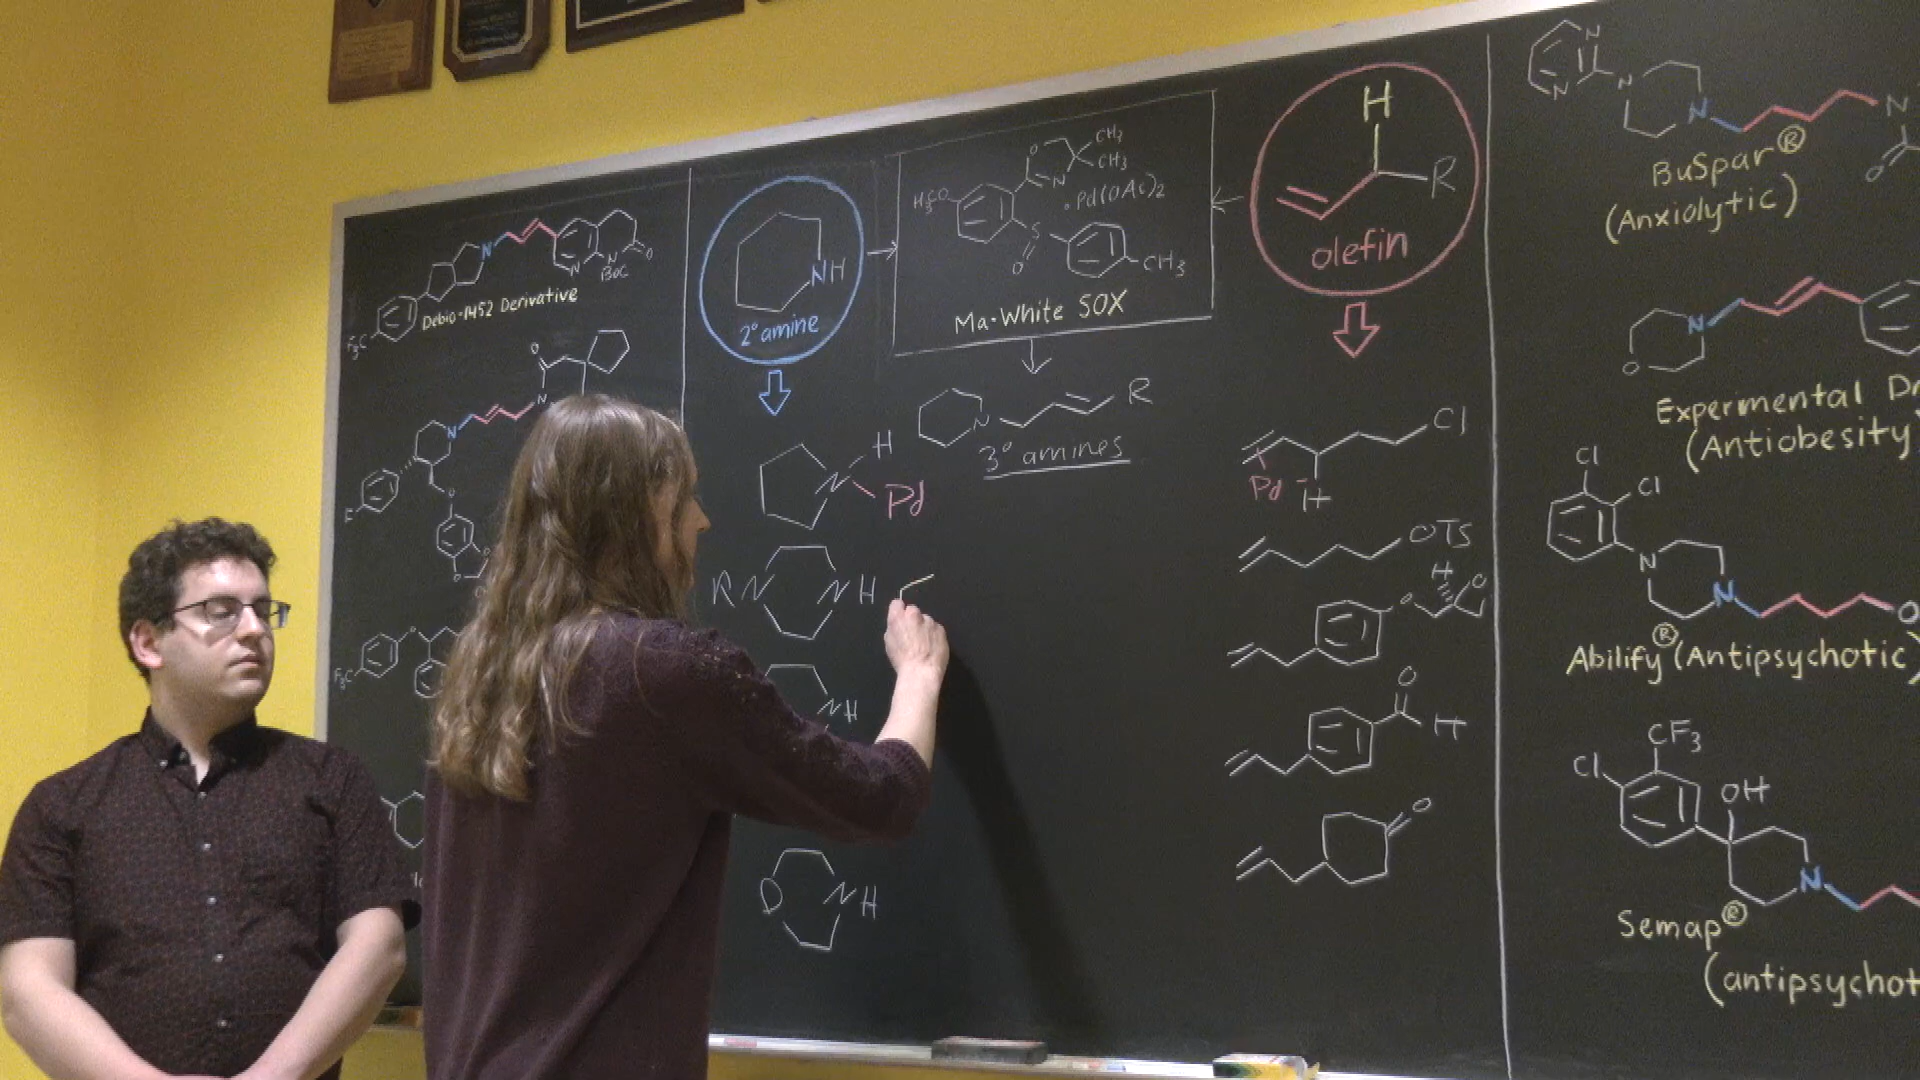 F₃C
N
N
N
BoC
O
Debio-1452 Derivative
O
N
N
F
O
O
O
F₃C
O
NH
2° amine
H₃CO
O
N
CH₃
CH₃
• Pd(OAc)₂
S
O
CH₃
Ma-White SOX
H
R
olefin
N
R
3° amines
N
H
Pd
RN
NH
NH
O
NH
Cl
Pd
H
OTS
O
H
O
O
H
O
N
N
N
N
N
O
BuSpar®
(Anxiolytic)
N
O
Expermental Dr
(Antiobesity)
Cl
Cl
N
N
O
Abilify® (Antipsychotic)
CF₃
Cl
OH
N
Semap®
(antipsychot